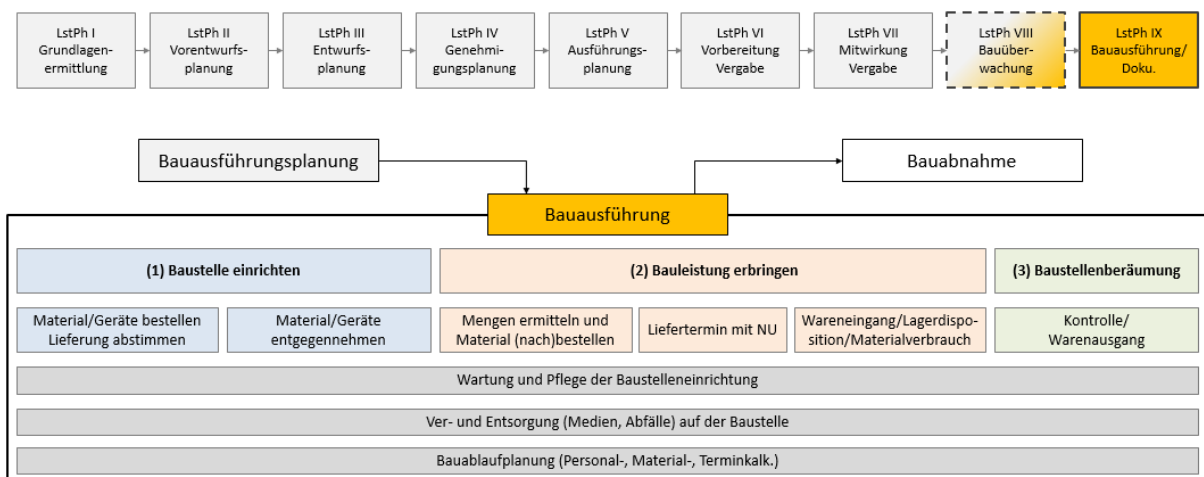 LstPh I
Grundlagen-
ermittlung
LstPh II
Vorentwurfs-
planung
LstPh III
Entwurfs-
planung
LstPh IV
Genehmi-
gungsplanung
LstPh V
Ausführungs-
planung
LstPh VI
Vorbereitung
Vergabe
LstPh VII
Mitwirkung
Vergabe
LstPh VIII
Bauüber-
wachung
LstPh IX
Bauausführung/
Doku.
Bauausführungsplanung
Bauabnahme
Bauausführung
(1) Baustelle einrichten
(2) Bauleistung erbringen
(3) Baustellenberäumung
Material/Geräte bestellen
Lieferung abstimmen
Material/Geräte
entgegennehmen
Mengen ermitteln und
Material (nach)bestellen
Liefertermin mit NU
Wareneingang/Lagerdispo-
sition/Materialverbrauch
Kontrolle/
Warenausgang
Wartung und Pflege der Baustelleneinrichtung
Ver- und Entsorgung (Medien, Abfälle) auf der Baustelle
Bauablaufplanung (Personal-, Material-, Terminkalk.)